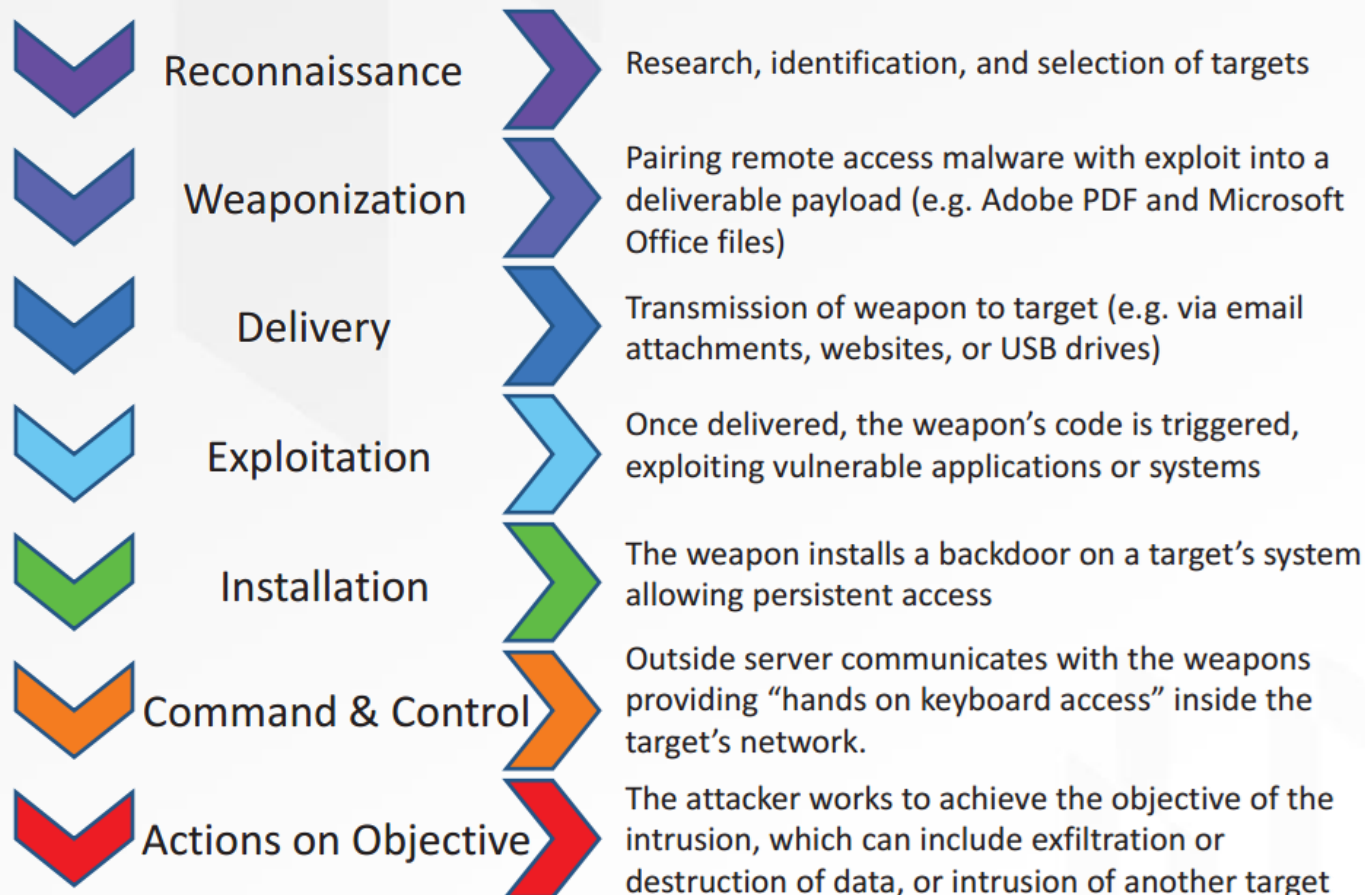 Reconnaissance
Research, identification, and selection of targets
Weaponization
Pairing remote access malware with exploit into a
deliverable payload (e.g. Adobe PDF and Microsoft
Office files)
Delivery
Transmission of weapon to target (e.g. via email
attachments, websites, or USB drives)
Exploitation
Once delivered, the weapon’s code is triggered,
exploiting vulnerable applications or systems
Installation
The weapon installs a backdoor on a target’s system
allowing persistent access
Command & Control
Outside server communicates with the weapons
providing “hands on keyboard access” inside the
target’s network.
Actions on Objective
The attacker works to achieve the objective of the
intrusion, which can include exfiltration or
destruction of data, or intrusion of another target